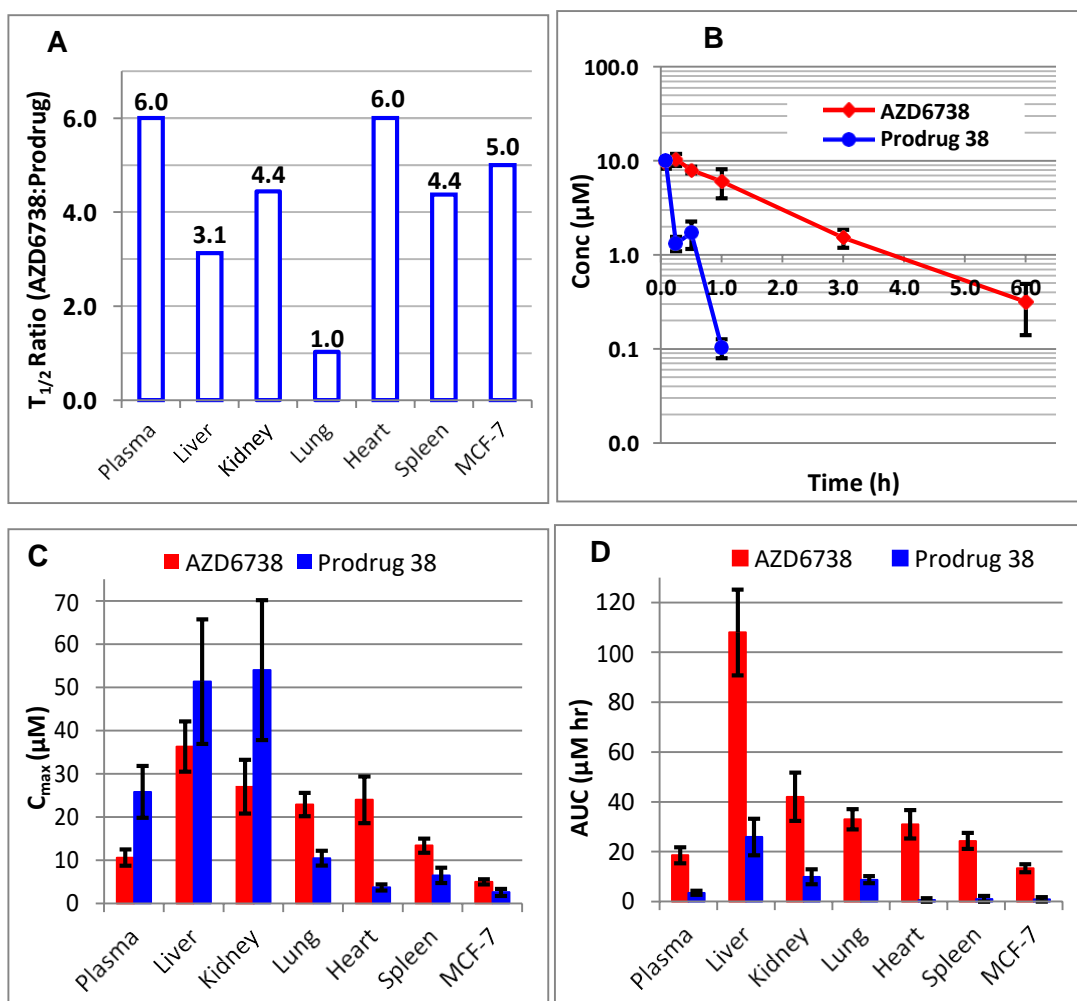 A
T1/2 Ratio (AZD6738:Prodrug)
6.0
4.0
2.0
0.0
6.0
3.1
4.4
1.0
6.0
4.4
5.0
Plasma
Liver
Kidney
Lung
Heart
Spleen
MCF-7
B
AZD6738
Prodrug 38
Conc (µM)
100.0
10.0
1.0
0.1
0.0
0.0
1.0
2.0
3.0
4.0
5.0
6.0
Time (h)
C
AZD6738
Prodrug 38
Cmax (µM)
70
60
50
40
30
20
10
0
Plasma
Liver
Kidney
Lung
Heart
Spleen
MCF-7
D
AZD6738
Prodrug 38
AUC (µM hr)
120
100
80
60
40
20
0
Plasma
Liver
Kidney
Lung
Heart
Spleen
MCF-7